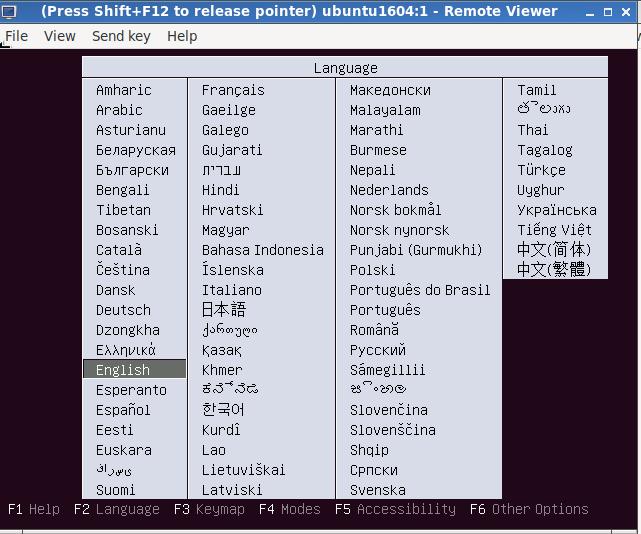 (Press Shift+F12 to release pointer) ubuntu1604:1 - Remote Viewer
File View Send key Help
Language
Amharic
Arabic
Asturianu
Беларуская
Български
Bengali
Tibetan
Bosanski
Català
Čeština
Dansk
Deutsch
Dzongkha
Ελληνικά
English
Esperanto
Español
Eesti
Euskara
Suomi
Français
Gaeilge
Galego
Gujarati
עברית
Hindi
Hrvatski
Magyar
Bahasa Indonesia
Íslenska
Italiano
日本語
ქართული
Қазақ
Khmer
ಕನ್ನಡ
한국어
Kurdî
Lao
Lietuviškai
Latviski
Македонски
Malayalam
Marathi
Burmese
Nepali
Nederlands
Norsk bokmål
Norsk nynorsk
Punjabi (Gurmukhi)
Polski
Português do Brasil
Português
Română
Русский
Sámegillii
සිංහල
Slovenčina
Slovenščina
Shqip
Српски
Svenska
Tamil
తెలుగు
Thai
Tagalog
Türkçe
Uyghur
Українська
Tiếng Việt
中文(简体)
中文(繁體)
F1 Help F2 Language F3 Keymap F4 Modes F5 Accessibility F6 Other Options